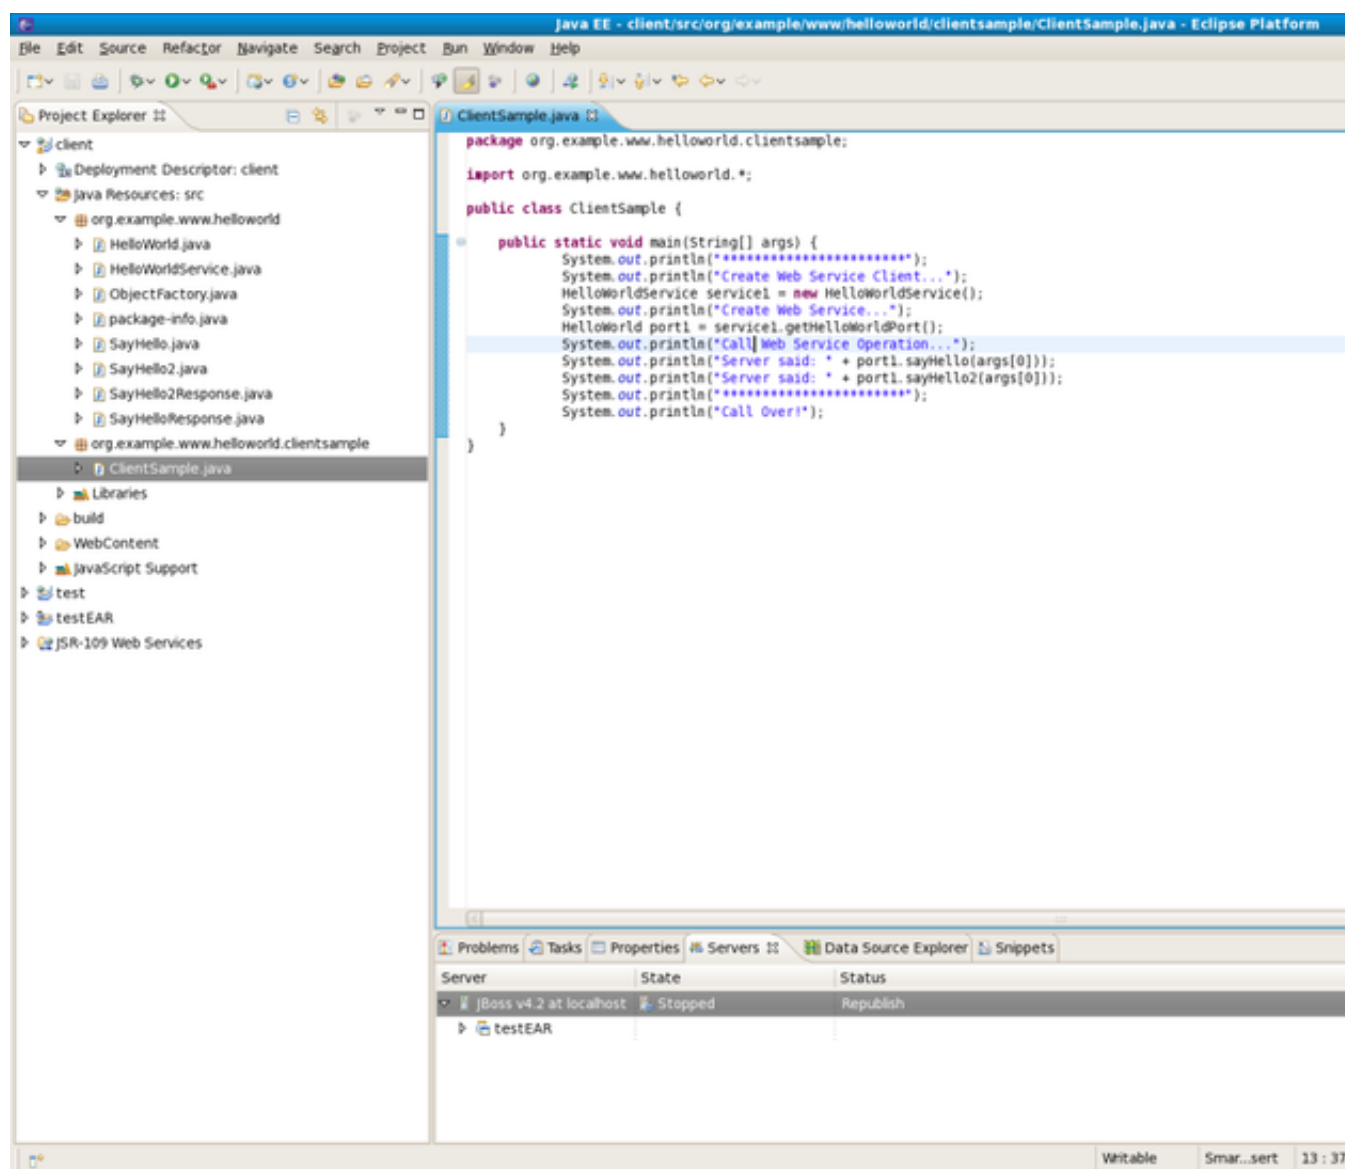 Java EE - client/src/org/example/www/helloworld/clientsample/ClientSample.java - Eclipse Platform
File Edit Source Refactor Navigate Search Project Run Window Help
Project Explorer
ClientSample.java
client
Deployment Descriptor: client
Java Resources: src
org.example.www.helloworld
HelloWorld.java
HelloWorldService.java
ObjectFactory.java
package-info.java
SayHello.java
SayHello2.java
SayHello2Response.java
SayHelloResponse.java
org.example.www.helloworld.clientsample
ClientSample.java
Libraries
build
WebContent
JavaScript Support
test
testEAR
JSR-109 Web Services
package org.example.www.helloworld.clientsample;
import org.example.www.helloworld.*;
public class ClientSample {
public static void main(String[] args) {
System.out.println("***********************");
System.out.println("Create Web Service Client...");
HelloWorldService service1 = new HelloWorldService();
System.out.println("Create Web Service...");
HelloWorld port1 = service1.getHelloWorldPort();
System.out.println("Call Web Service Operation...");
System.out.println("Server said: " + port1.sayHello(args[0]));
System.out.println("Server said: " + port1.sayHello2(args[0]));
System.out.println("***********************");
System.out.println("Call Over!");
}
}
Problems Tasks Properties Servers Data Source Explorer Snippets
Server State Status
JBoss v4.2 at localhost Stopped Republish
testEAR
Writable Smar...sert 13 : 37